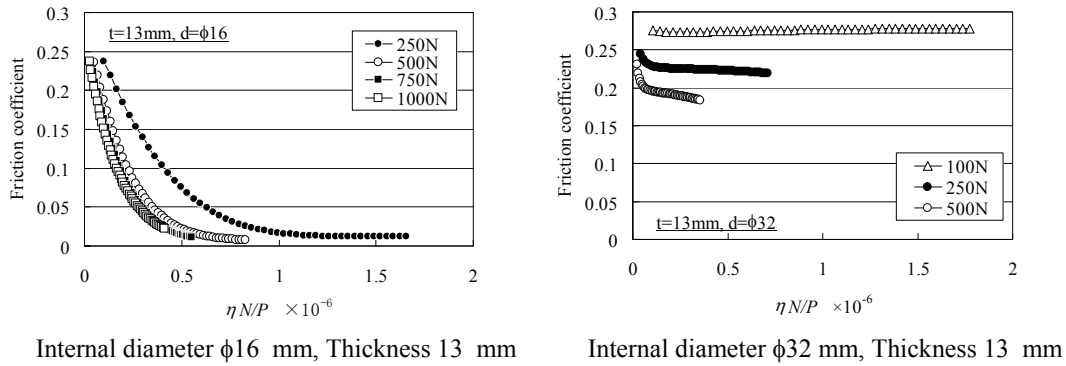 0.3
0.25
0.2
0.15
0.1
0.05
0
Friction coefficient
t=13mm, d=ϕ16
250N
500N
750N
1000N
0 0.5 1 1.5 2
ηN/P ×10⁻⁶
Internal diameter ϕ16 mm, Thickness 13 mm
0.3
0.25
0.2
0.15
0.1
0.05
0
Friction coefficient
100N
250N
500N
t=13mm, d=ϕ32
0 0.5 1 1.5 2
ηN/P ×10⁻⁶
Internal diameter ϕ32 mm, Thickness 13 mm